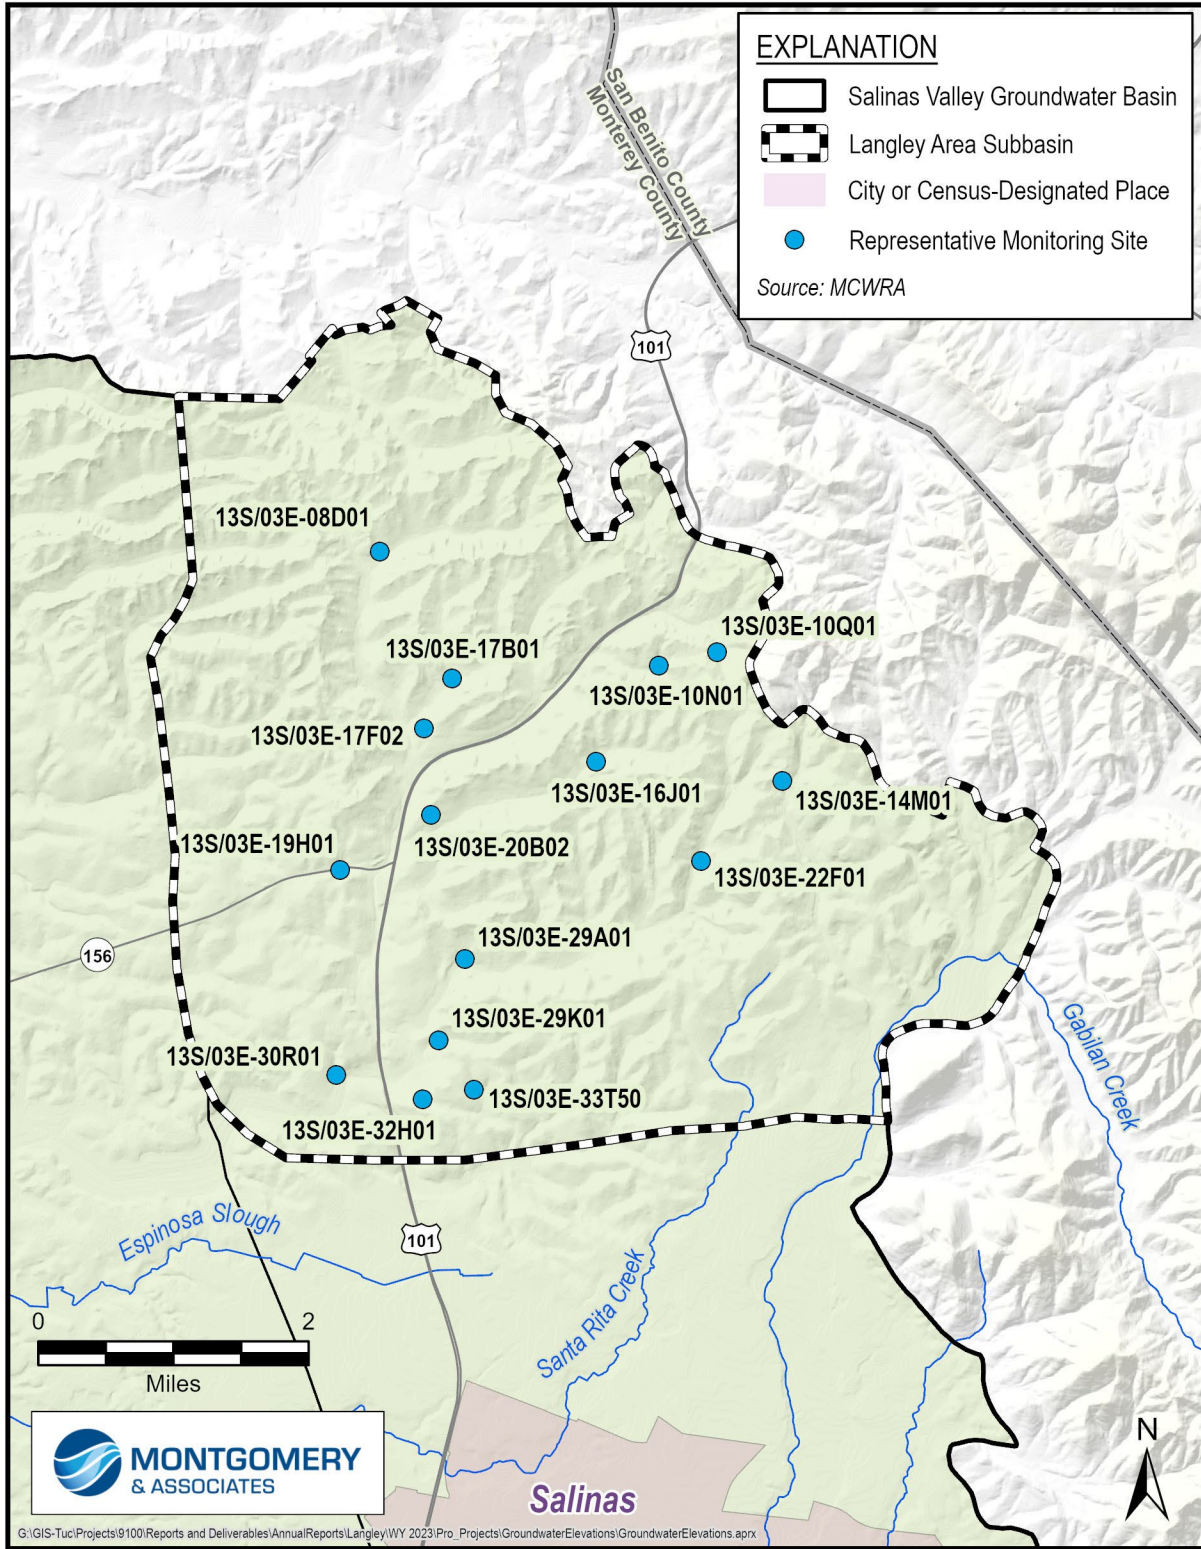 EXPLANATION
Salinas Valley Groundwater Basin
Langley Area Subbasin
City or Census-Designated Place
Representative Monitoring Site
Source: MCWRA
San Benito County
Monterey County
101
13S/03E-08D01
13S/03E-10Q01
13S/03E-17B01
13S/03E-10N01
13S/03E-17F02
13S/03E-16J01
13S/03E-14M01
13S/03E-19H01
13S/03E-20B02
13S/03E-22F01
156
13S/03E-29A01
13S/03E-29K01
13S/03E-30R01
13S/03E-33T50
13S/03E-32H01
Gabilan Creek
Espinosa Slough
101
Santa Rita Creek
0 2
Miles
MONTGOMERY
& ASSOCIATES
Salinas
N
G:\GIS-Tuc\Projects\9100\Reports and Deliverables\AnnualReports\Langley\WY 2023\Pro_Projects\GroundwaterElevations\GroundwaterElevations.aprx